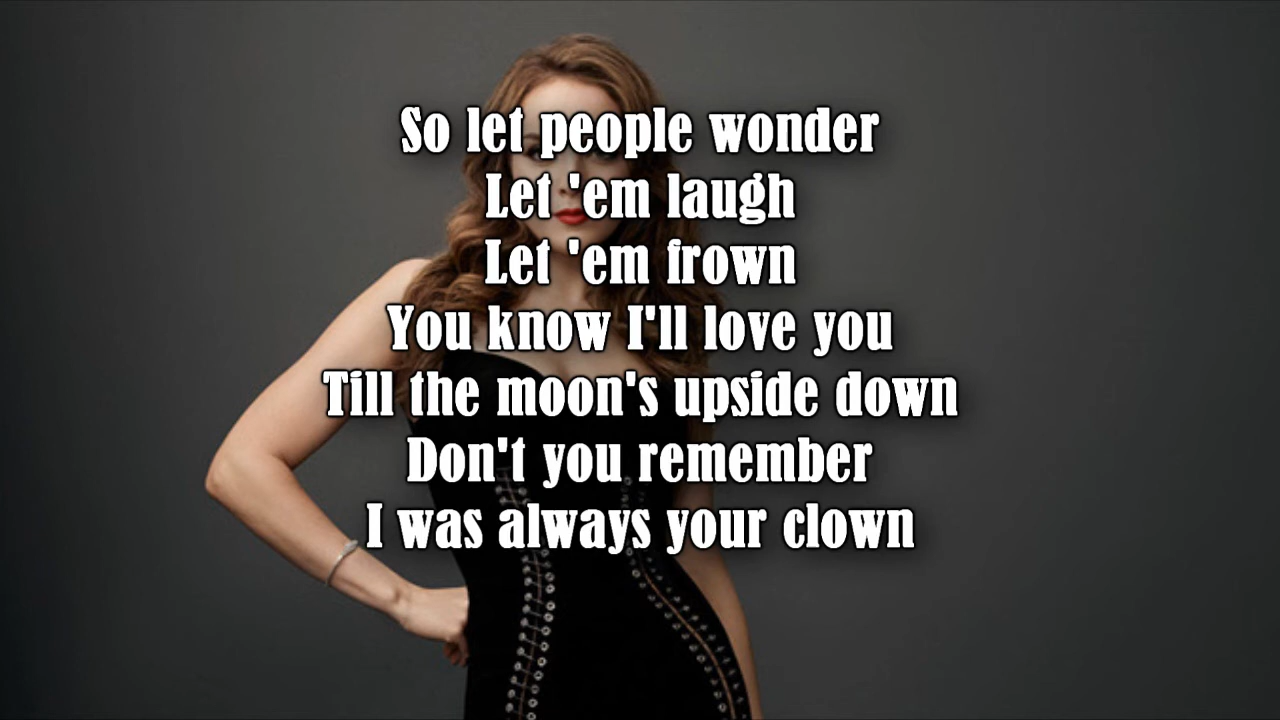 So let people wonder
Let 'em laugh
Let 'em frown
You know I'll love you
Till the moon's upside down
Don't you remember
I was always your clown